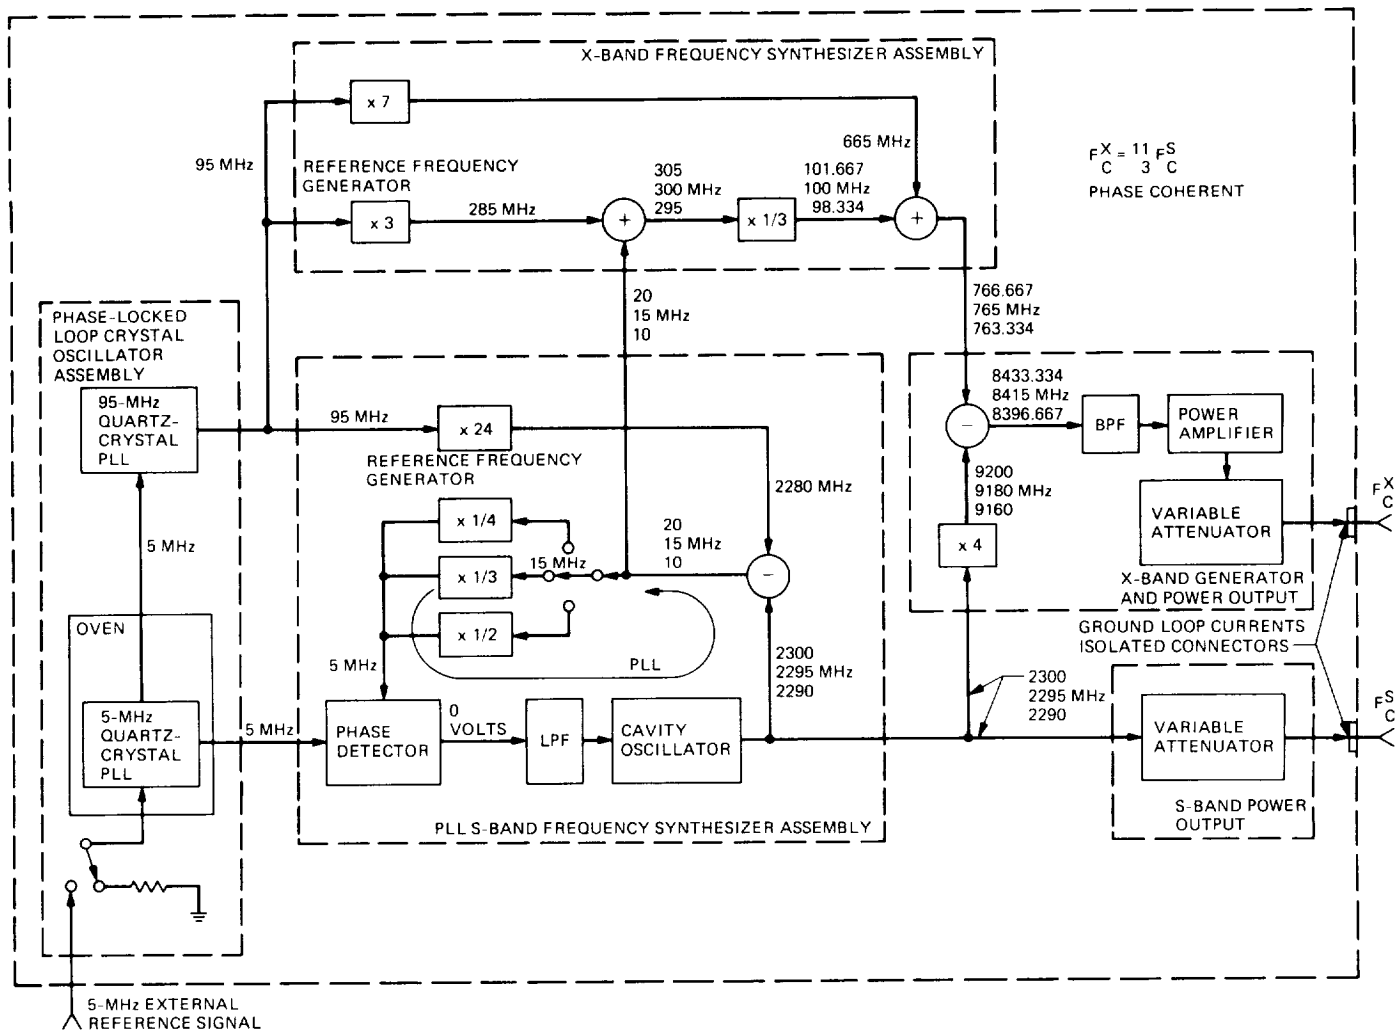 X-BAND FREQUENCY SYNTHESIZER ASSEMBLY
x 7
665 MHz
95 MHz
REFERENCE FREQUENCY
GENERATOR
x 3
285 MHz
+
305
300 MHz
295
x 1/3
101.667
100 MHz
98.334
+
F X C = 11 3 F S C
PHASE COHERENT
20
15 MHz
10
766.667
765 MHz
763.334
PHASE-LOCKED
LOOP CRYSTAL
OSCILLATOR
ASSEMBLY
95-MHz
QUARTZ-
CRYSTAL
PLL
5 MHz
OVEN
5-MHz
QUARTZ-
CRYSTAL
PLL
5 MHz
5-MHz EXTERNAL
REFERENCE SIGNAL
95 MHz
x 24
REFERENCE FREQUENCY
GENERATOR
2280 MHz
x 1/4
x 1/3
15 MHz
x 1/2
20
15 MHz
10
−
5 MHz
PLL
2300
2295 MHz
2290
PHASE
DETECTOR
0
VOLTS
LPF
CAVITY
OSCILLATOR
PLL S-BAND FREQUENCY SYNTHESIZER ASSEMBLY
8433.334
8415 MHz
8396.667
−
BPF
POWER
AMPLIFIER
9200
9180 MHz
9160
x 4
VARIABLE
ATTENUATOR
X-BAND GENERATOR
AND POWER OUTPUT
F X C
GROUND LOOP CURRENTS
ISOLATED CONNECTORS
2300
2295 MHz
2290
VARIABLE
ATTENUATOR
S-BAND POWER
OUTPUT
F S C